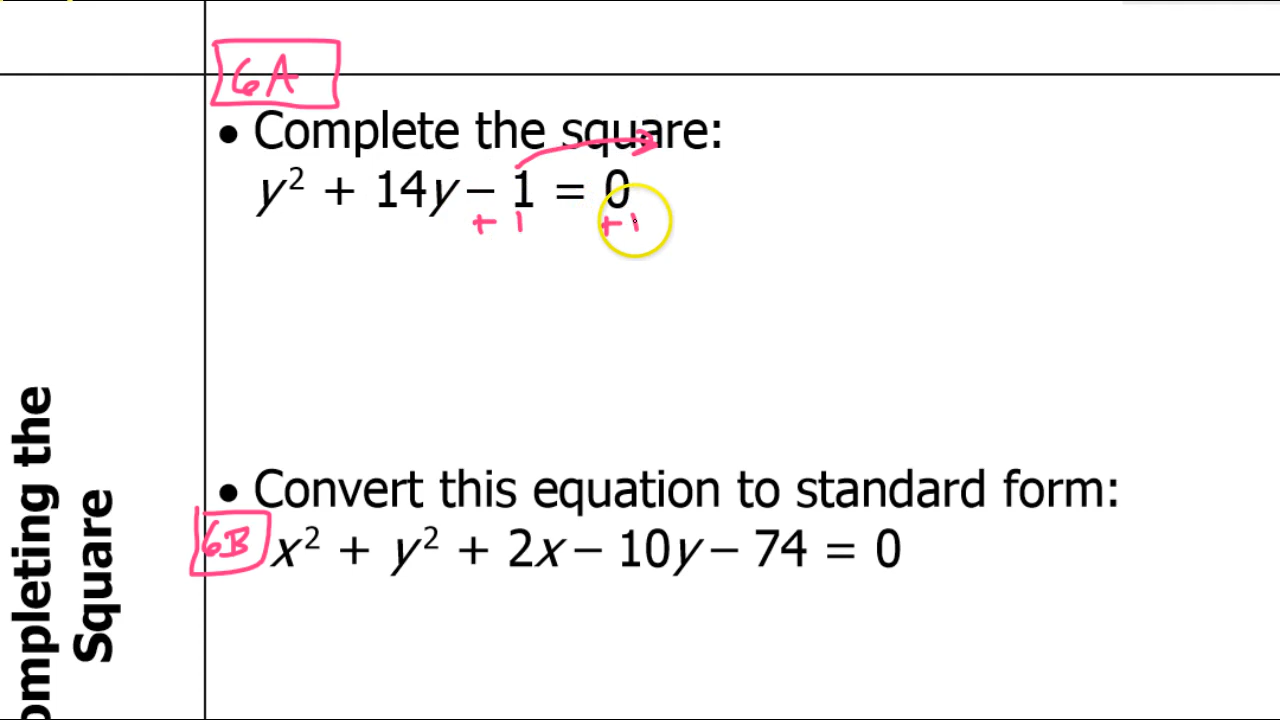 6A
• Complete the square:
y² + 14y − 1 = 0
+ 1 + 1
• Convert this equation to standard form:
6B x² + y² + 2x − 10y − 74 = 0
ompleting the
Square